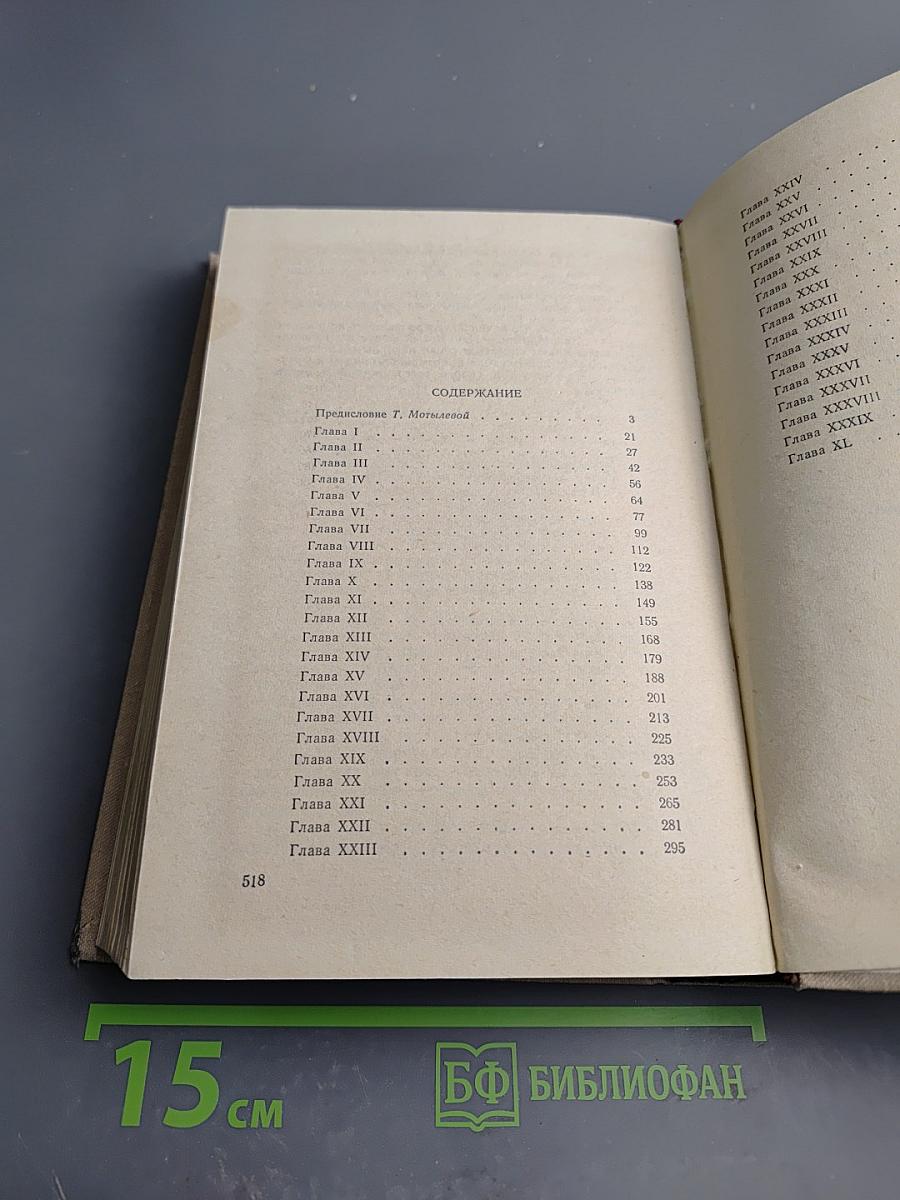 СОДЕРЖАНИЕ
Предисловие Т. Мотылевой . . . . . . . . 3
Глава I . . . . . . . . . . . . . . 21
Глава II . . . . . . . . . . . . . . 27
Глава III . . . . . . . . . . . . . . 42
Глава IV . . . . . . . . . . . . . . 56
Глава V . . . . . . . . . . . . . . 64
Глава VI . . . . . . . . . . . . . . 77
Глава VII . . . . . . . . . . . . . . 99
Глава VIII . . . . . . . . . . . . . . 112
Глава IX . . . . . . . . . . . . . . 122
Глава X . . . . . . . . . . . . . . 138
Глава XI . . . . . . . . . . . . . . 149
Глава XII . . . . . . . . . . . . . 155
Глава XIII . . . . . . . . . . . . . 168
Глава XIV . . . . . . . . . . . . . 179
Глава XV . . . . . . . . . . . . . 188
Глава XVI . . . . . . . . . . . . . 201
Глава XVII . . . . . . . . . . . . . 213
Глава XVIII . . . . . . . . . . . . 225
Глава XIX . . . . . . . . . . . . . 233
Глава XX . . . . . . . . . . . . . 253
Глава XXI . . . . . . . . . . . . . 265
Глава XXII . . . . . . . . . . . . . 281
Глава XXIII . . . . . . . . . . . . 295
518
Глава XXIV . . . . .
Глава XXV . . . . .
Глава XXVI . . . .
Глава XXVII . . . .
Глава XXVIII . . . .
Глава XXIX . . . .
Глава XXX . . . .
Глава XXXI . . . .
Глава XXXII . . .
Глава XXXIII . . .
Глава XXXIV . . .
Глава XXXV . . .
Глава XXXVI . . .
Глава XXXVII . .
Глава XXXVIII .
Глава XXXIX .
Глава XL . .
15 см
БФ БИБЛИОФАН